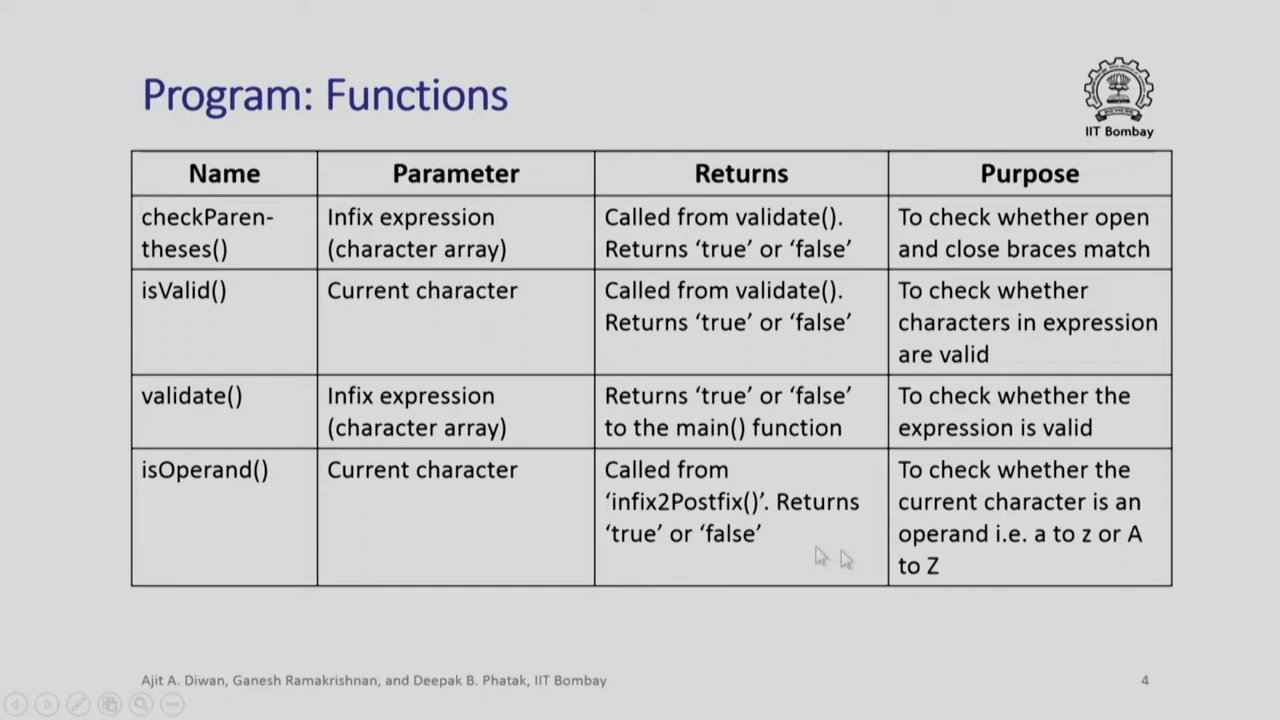 Program: Functions
IIT Bombay
Name Parameter Returns Purpose
checkParen- Infix expression Called from validate(). To check whether open
theses() (character array) Returns ‘true’ or ‘false’ and close braces match
isValid() Current character Called from validate(). To check whether
Returns ‘true’ or ‘false’ characters in expression
are valid
validate() Infix expression Returns ‘true’ or ‘false’ To check whether the
(character array) to the main() function expression is valid
isOperand() Current character Called from To check whether the
‘infix2Postfix()’. Returns current character is an
‘true’ or ‘false’ operand i.e. a to z or A
to Z
Ajit A. Diwan, Ganesh Ramakrishnan, and Deepak B. Phatak, IIT Bombay 4